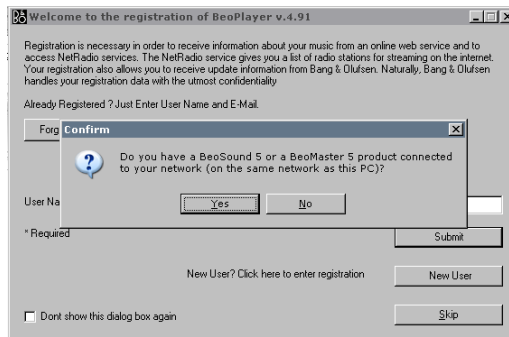 Welcome to the registration of BeoPlayer v.4.91
Registration is necessary in order to receive information about your music from an online web service and to
access NetRadio services. The NetRadio service gives you a list of radio stations for streaming on the internet.
Your registration also allows you to receive update information from Bang & Olufsen. Naturally, Bang & Olufsen
handles your registration data with the utmost confidentiality
Already Registered ? Just Enter User Name and E-Mail.
Forg
Confirm
Do you have a BeoSound 5 or a BeoMaster 5 product connected
to your network (on the same network as this PC)?
Yes No
User Na
* Required
Submit
New User? Click here to enter registration
New User
Dont show this dialog box again
Skip